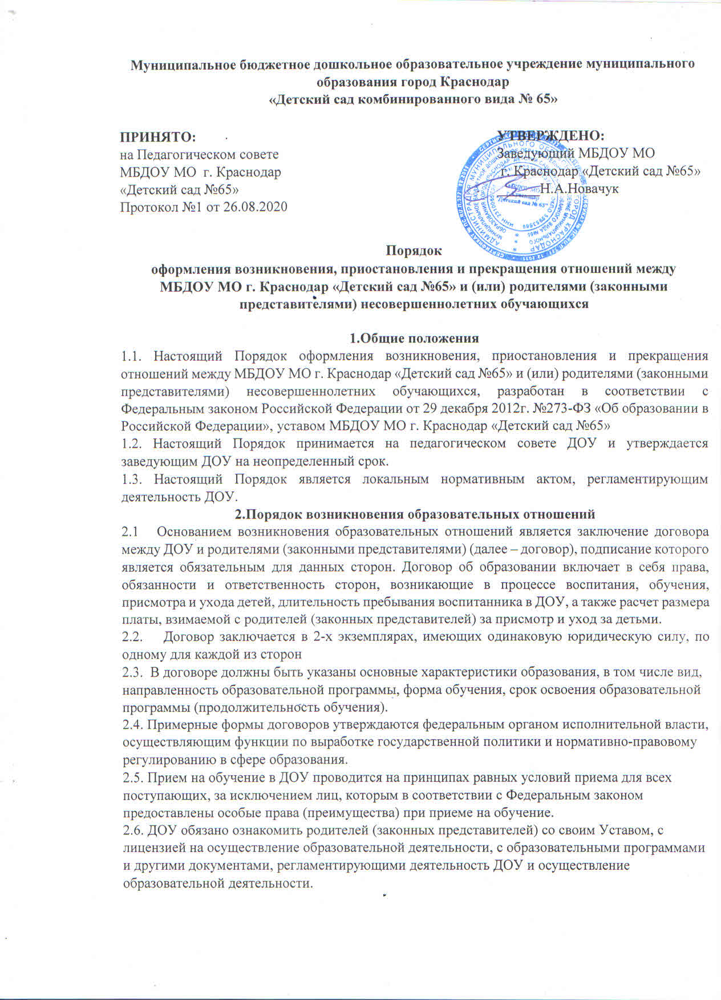 Муниципальное бюджетное дошкольное образовательное учреждение муниципального
образования город Краснодар
«Детский сад комбинированного вида № 65»
ПРИНЯТО:
на Педагогическом совете
МБДОУ МО г. Краснодар
«Детский сад №65»
Протокол №1 от 26.08.2020
УТВЕРЖДЕНО:
Заведующий МБДОУ МО
г. Краснодар «Детский сад №65»
______Н.А.Новачук
Порядок
оформления возникновения, приостановления и прекращения отношений между
МБДОУ МО г. Краснодар «Детский сад №65» и (или) родителями (законными
представителями) несовершеннолетних обучающихся
1.Общие положения
1.1. Настоящий Порядок оформления возникновения, приостановления и прекращения
отношений между МБДОУ МО г. Краснодар «Детский сад №65» и (или) родителями (законными
представителями) несовершеннолетних обучающихся, разработан в соответствии с
Федеральным законом Российской Федерации от 29 декабря 2012г. №273-ФЗ «Об образовании в
Российской Федерации», уставом МБДОУ МО г. Краснодар «Детский сад №65»
1.2. Настоящий Порядок принимается на педагогическом совете ДОУ и утверждается
заведующим ДОУ на неопределенный срок.
1.3. Настоящий Порядок является локальным нормативным актом, регламентирующим
деятельность ДОУ.
2.Порядок возникновения образовательных отношений
2.1 Основанием возникновения образовательных отношений является заключение договора
между ДОУ и родителями (законными представителями) (далее – договор), подписание которого
является обязательным для данных сторон. Договор об образовании включает в себя права,
обязанности и ответственность сторон, возникающие в процессе воспитания, обучения,
присмотра и ухода детей, длительность пребывания воспитанника в ДОУ, а также расчет размера
платы, взимаемой с родителей (законных представителей) за присмотр и уход за детьми.
2.2. Договор заключается в 2-х экземплярах, имеющих одинаковую юридическую силу, по
одному для каждой из сторон
2.3. В договоре должны быть указаны основные характеристики образования, в том числе вид,
направленность образовательной программы, форма обучения, срок освоения образовательной
программы (продолжительность обучения).
2.4. Примерные формы договоров утверждаются федеральным органом исполнительной власти,
осуществляющим функции по выработке государственной политики и нормативно-правовому
регулированию в сфере образования.
2.5. Прием на обучение в ДОУ проводится на принципах равных условий приема для всех
поступающих, за исключением лиц, которым в соответствии с Федеральным законом
предоставлены особые права (преимущества) при приеме на обучение.
2.6. ДОУ обязано ознакомить родителей (законных представителей) со своим Уставом, с
лицензией на осуществление образовательной деятельности, с образовательными программами
и другими документами, регламентирующими деятельность ДОУ и осуществление
образовательной деятельности.